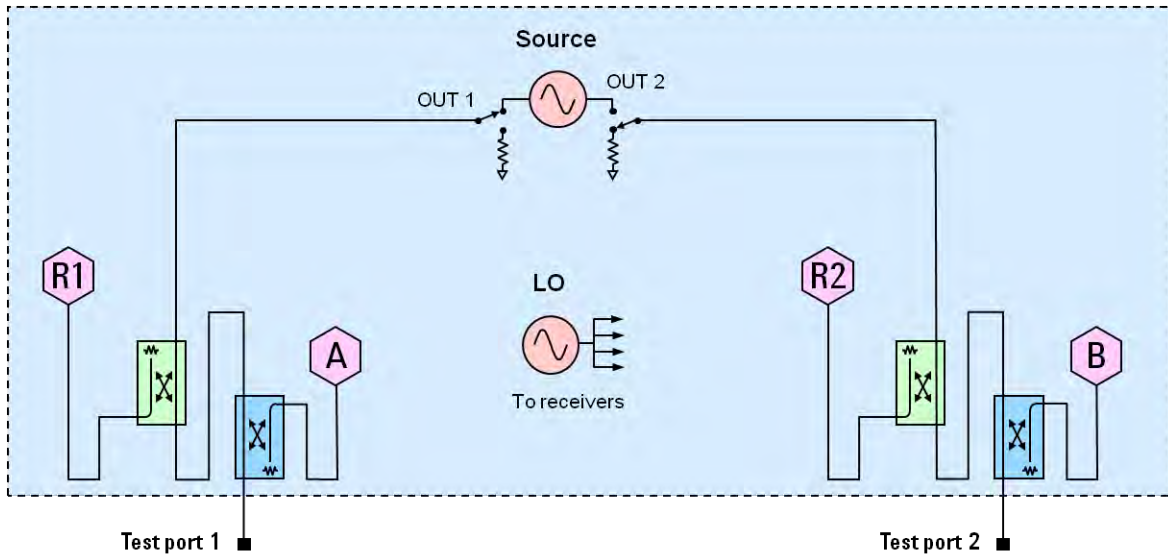 Source
OUT 1
OUT 2
R1
R2
LO
A
B
To receivers
Test port 1
Test port 2